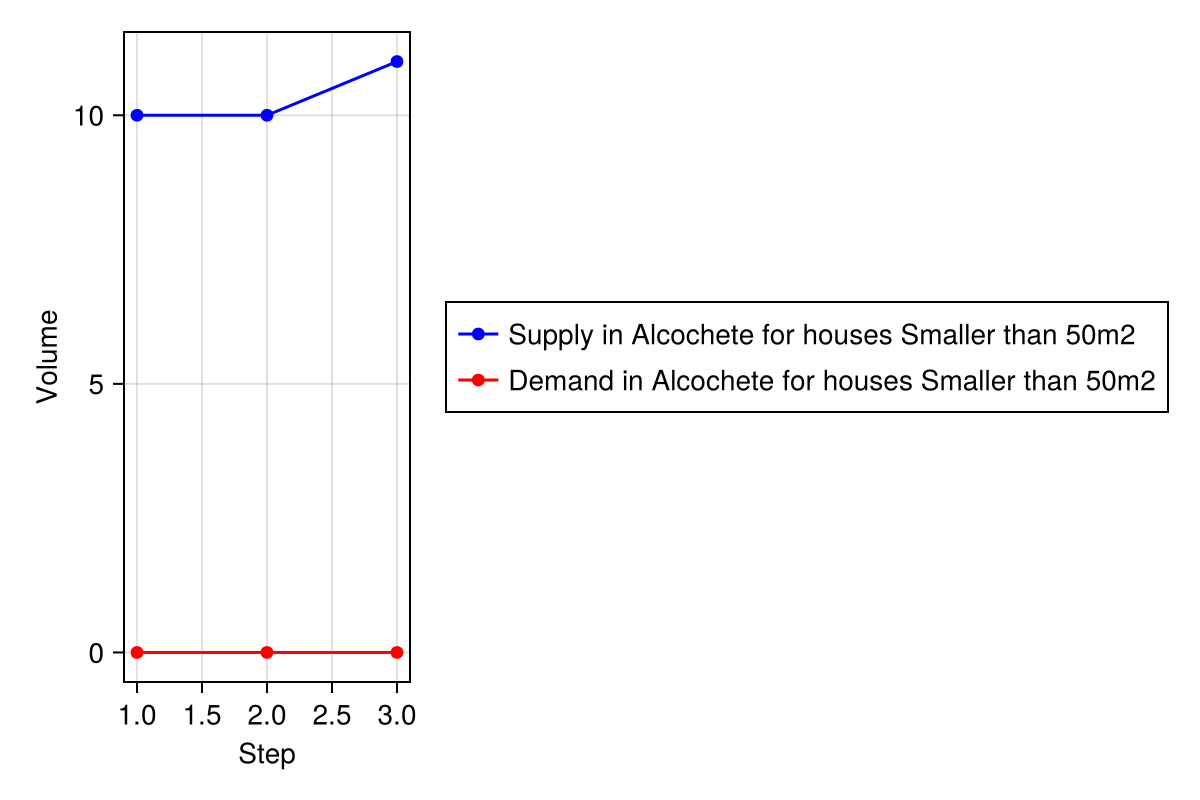 Volume
10
5
0
1.0 1.5 2.0 2.5 3.0
Step
Supply in Alcochete for houses Smaller than 50m2
Demand in Alcochete for houses Smaller than 50m2